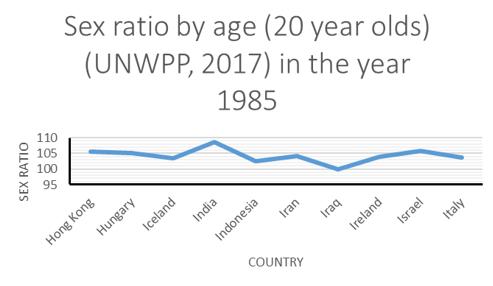 Sex ratio by age (20 year olds)
(UNWPP, 2017) in the year
1985
110
105
100
95
SEX RATIO
Hong Kong
Hungary
Iceland
India
Indonesia
Iran
Iraq
Ireland
Israel
Italy
COUNTRY